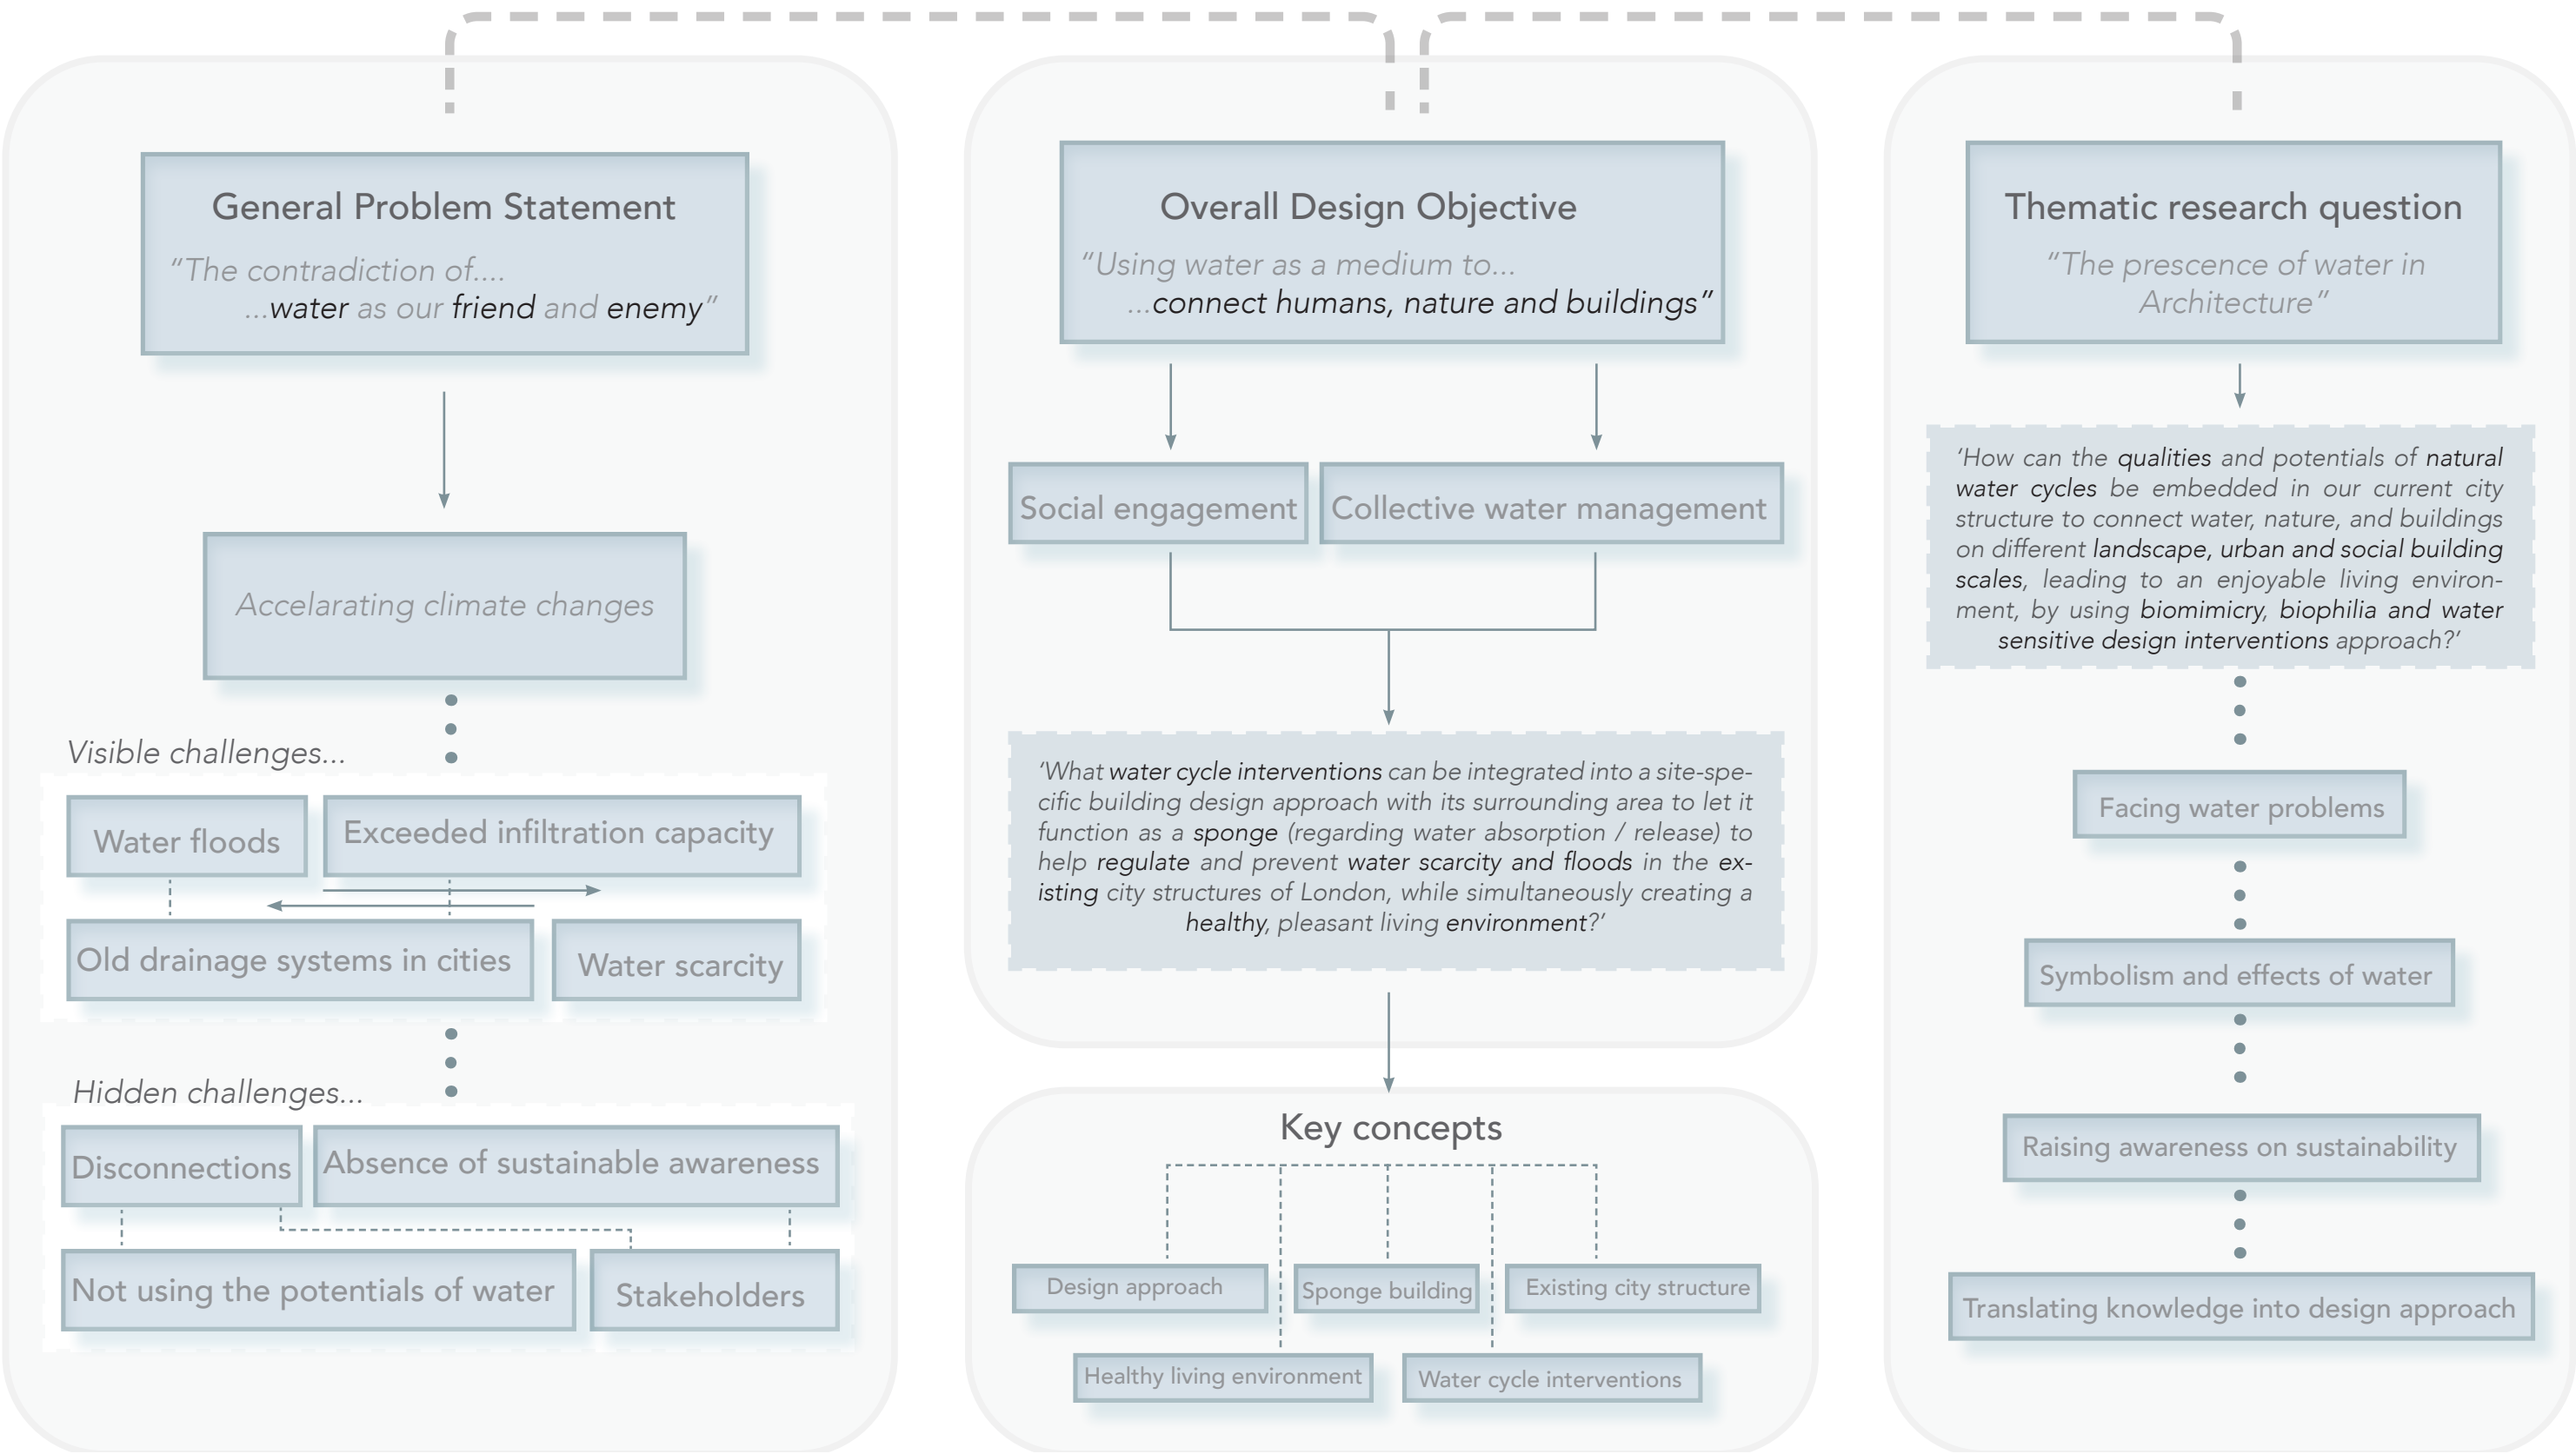 General Problem Statement
“The contradiction of....
...water as our friend and enemy”
Accelarating climate changes
Visible challenges...
Water floods
Exceeded infiltration capacity
Old drainage systems in cities
Water scarcity
Hidden challenges...
Disconnections
Absence of sustainable awareness
Not using the potentials of water
Stakeholders
Overall Design Objective
“Using water as a medium to...
...connect humans, nature and buildings”
Social engagement
Collective water management
‘What water cycle interventions can be integrated into a site-spe-
cific building design approach with its surrounding area to let it
function as a sponge (regarding water absorption / release) to
help regulate and prevent water scarcity and floods in the ex-
isting city structures of London, while simultaneously creating a
healthy, pleasant living environment?’
Key concepts
Design approach
Sponge building
Existing city structure
Healthy living environment
Water cycle interventions
Thematic research question
“The prescence of water in
Architecture”
‘How can the qualities and potentials of natural
water cycles be embedded in our current city
structure to connect water, nature, and buildings
on different landscape, urban and social building
scales, leading to an enjoyable living environ-
ment, by using biomimicry, biophilia and water
sensitive design interventions approach?’
Facing water problems
Symbolism and effects of water
Raising awareness on sustainability
Translating knowledge into design approach